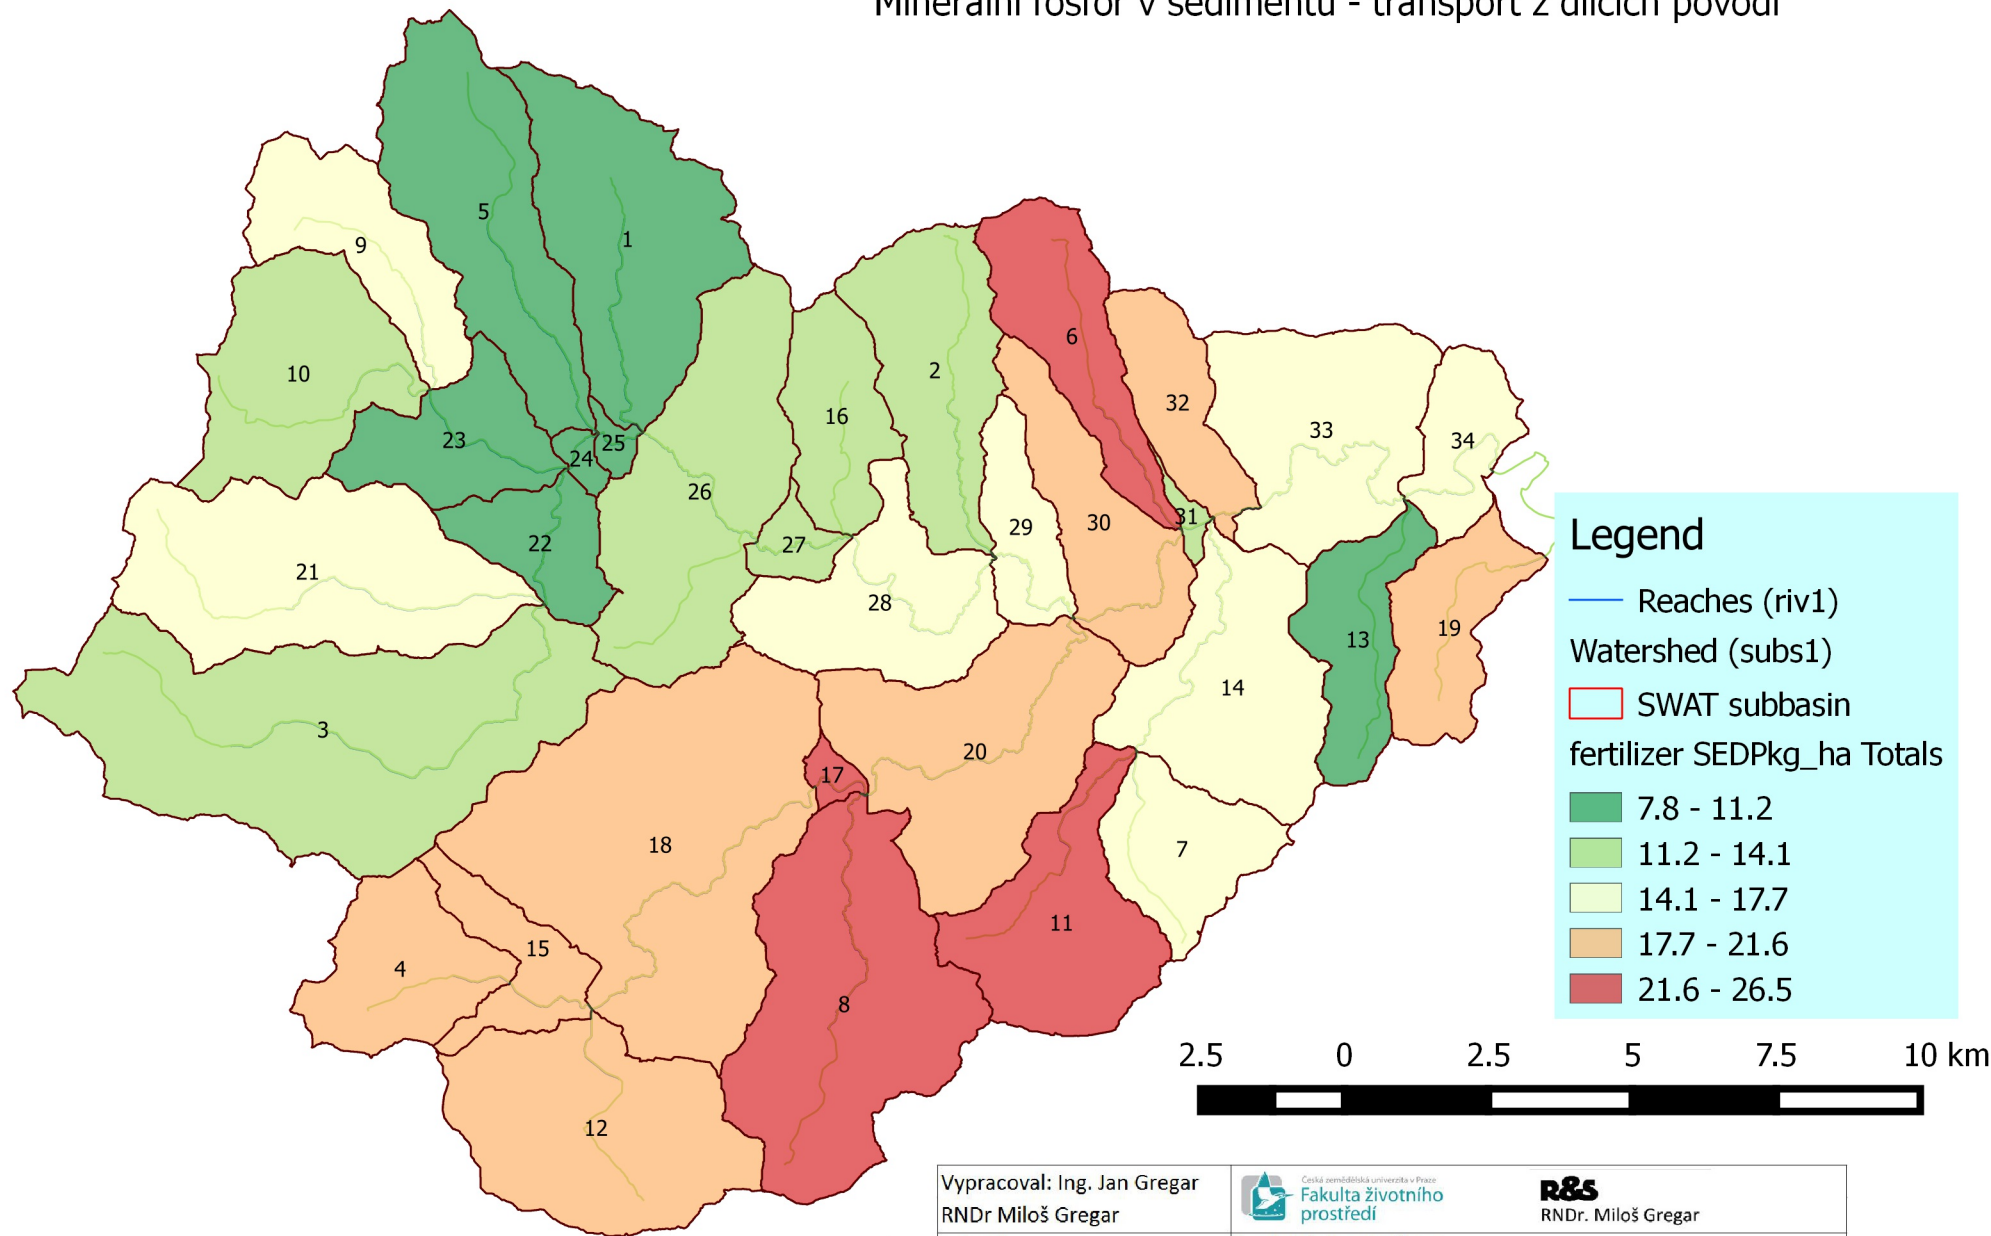 Minerální fosfor v sedimentu - transport z dílčích povodí
5
1
9
6
10
2
32
16
33
34
23
25
24
26
31
29
30
27
22
21
28
19
13
14
3
20
17
18
7
11
15
4
8
12
Legend
Reaches (riv1)
Watershed (subs1)
SWAT subbasin
fertilizer SEDPkg_ha Totals
7.8 - 11.2
11.2 - 14.1
14.1 - 17.7
17.7 - 21.6
21.6 - 26.5
2.5 0 2.5 5 7.5 10 km
Vypracoval: Ing. Jan Gregar
RNDr Miloš Gregar
Česká zemědělská univerzita v Praze
Fakulta životního
prostředí
R&S
RNDr. Miloš Gregar